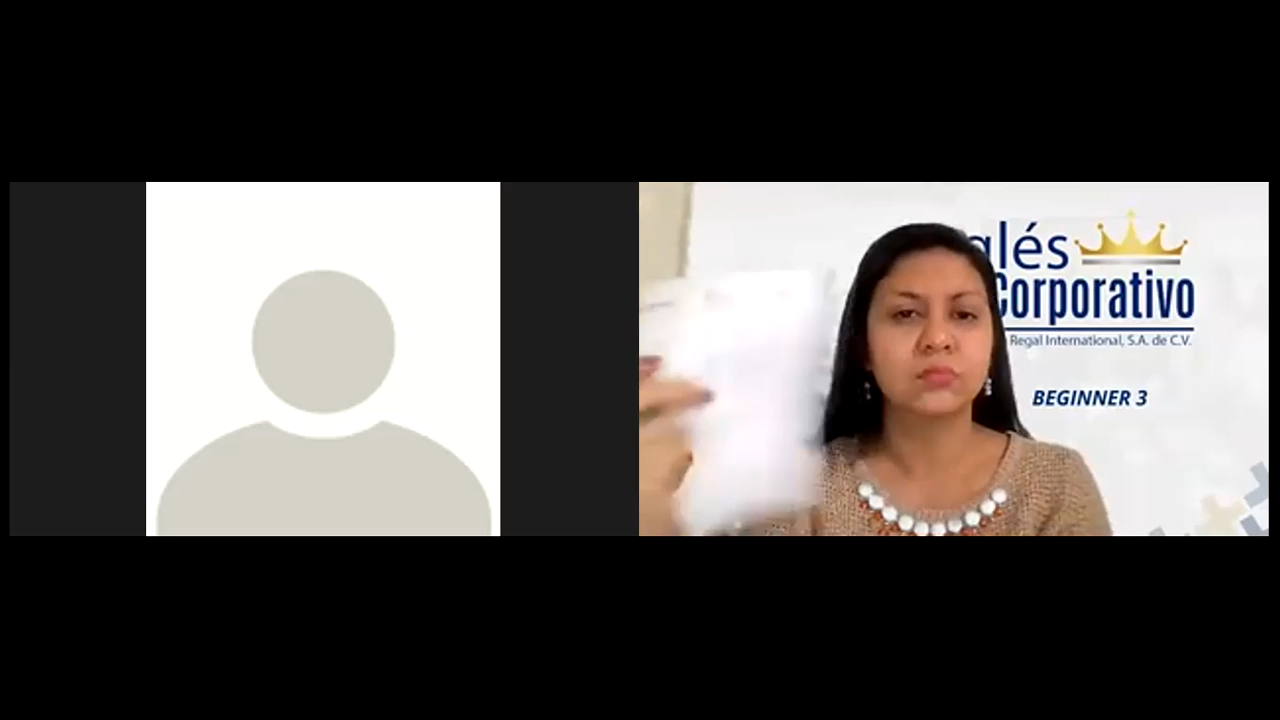 glés
Corporativo
Regal International, S.A. de C.V.
BEGINNER 3